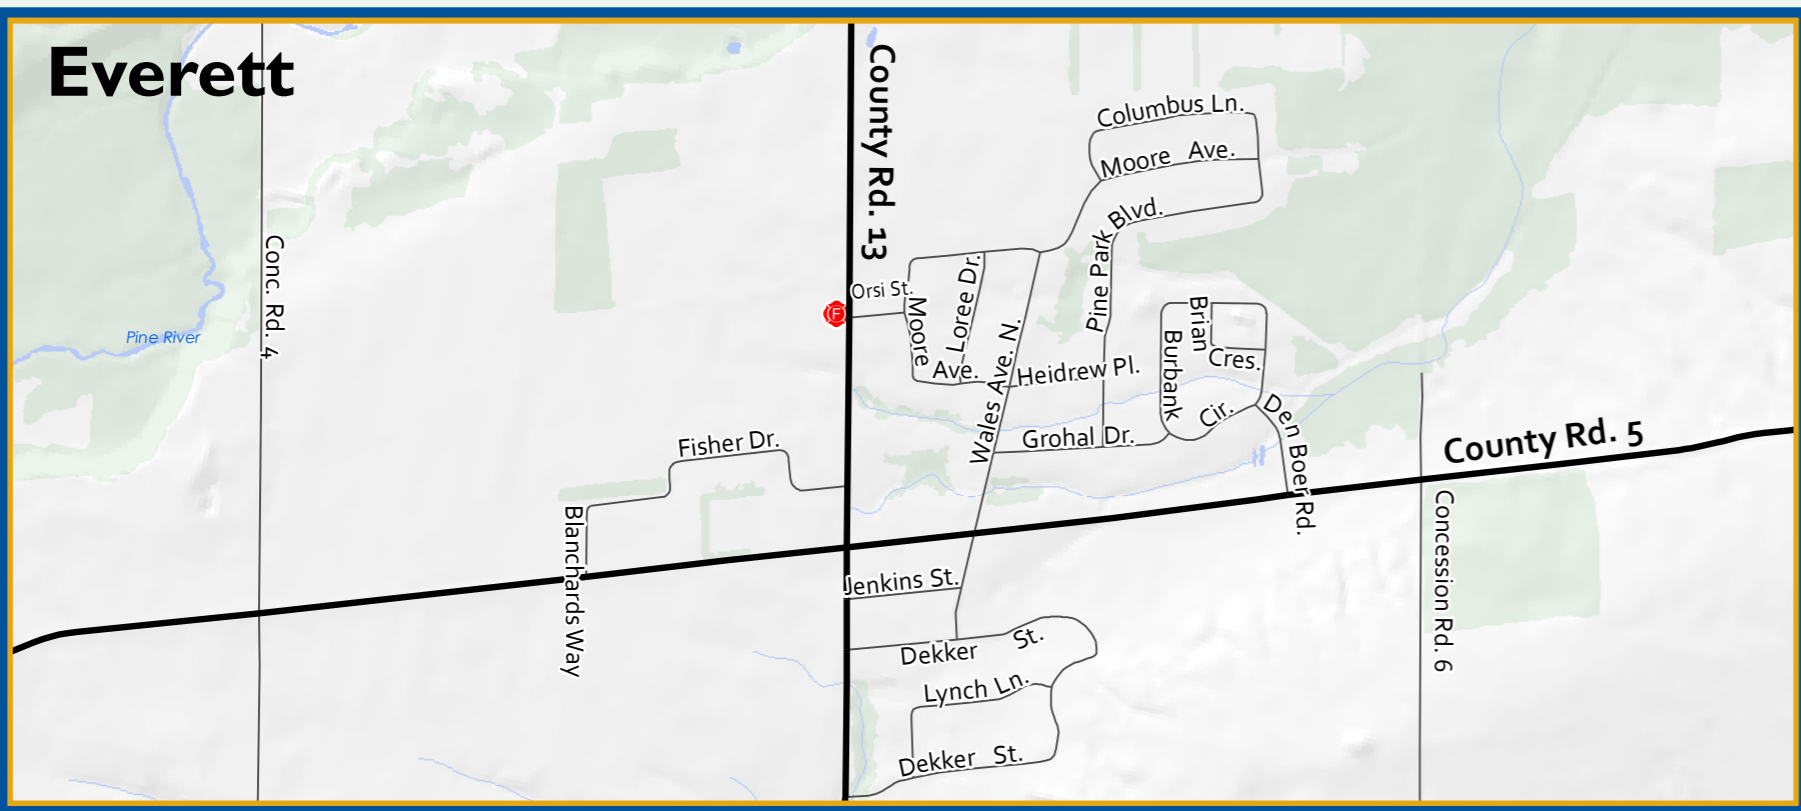 Everett
County Rd. 13
Columbus Ln.
Moore Ave.
Pine Park Blvd.
Conc. Rd. 4
Pine River
F
Orsi St.
Moore Ave.
Loree Dr.
Wales Ave. N.
Heidrew Pl.
Brian Cres.
Burbank Cir.
Grohal Dr.
Den Boer Rd.
County Rd. 5
Fisher Dr.
Blanchards Way
Concession Rd. 6
Jenkins St.
Dekker St.
Lynch Ln.
Dekker St.